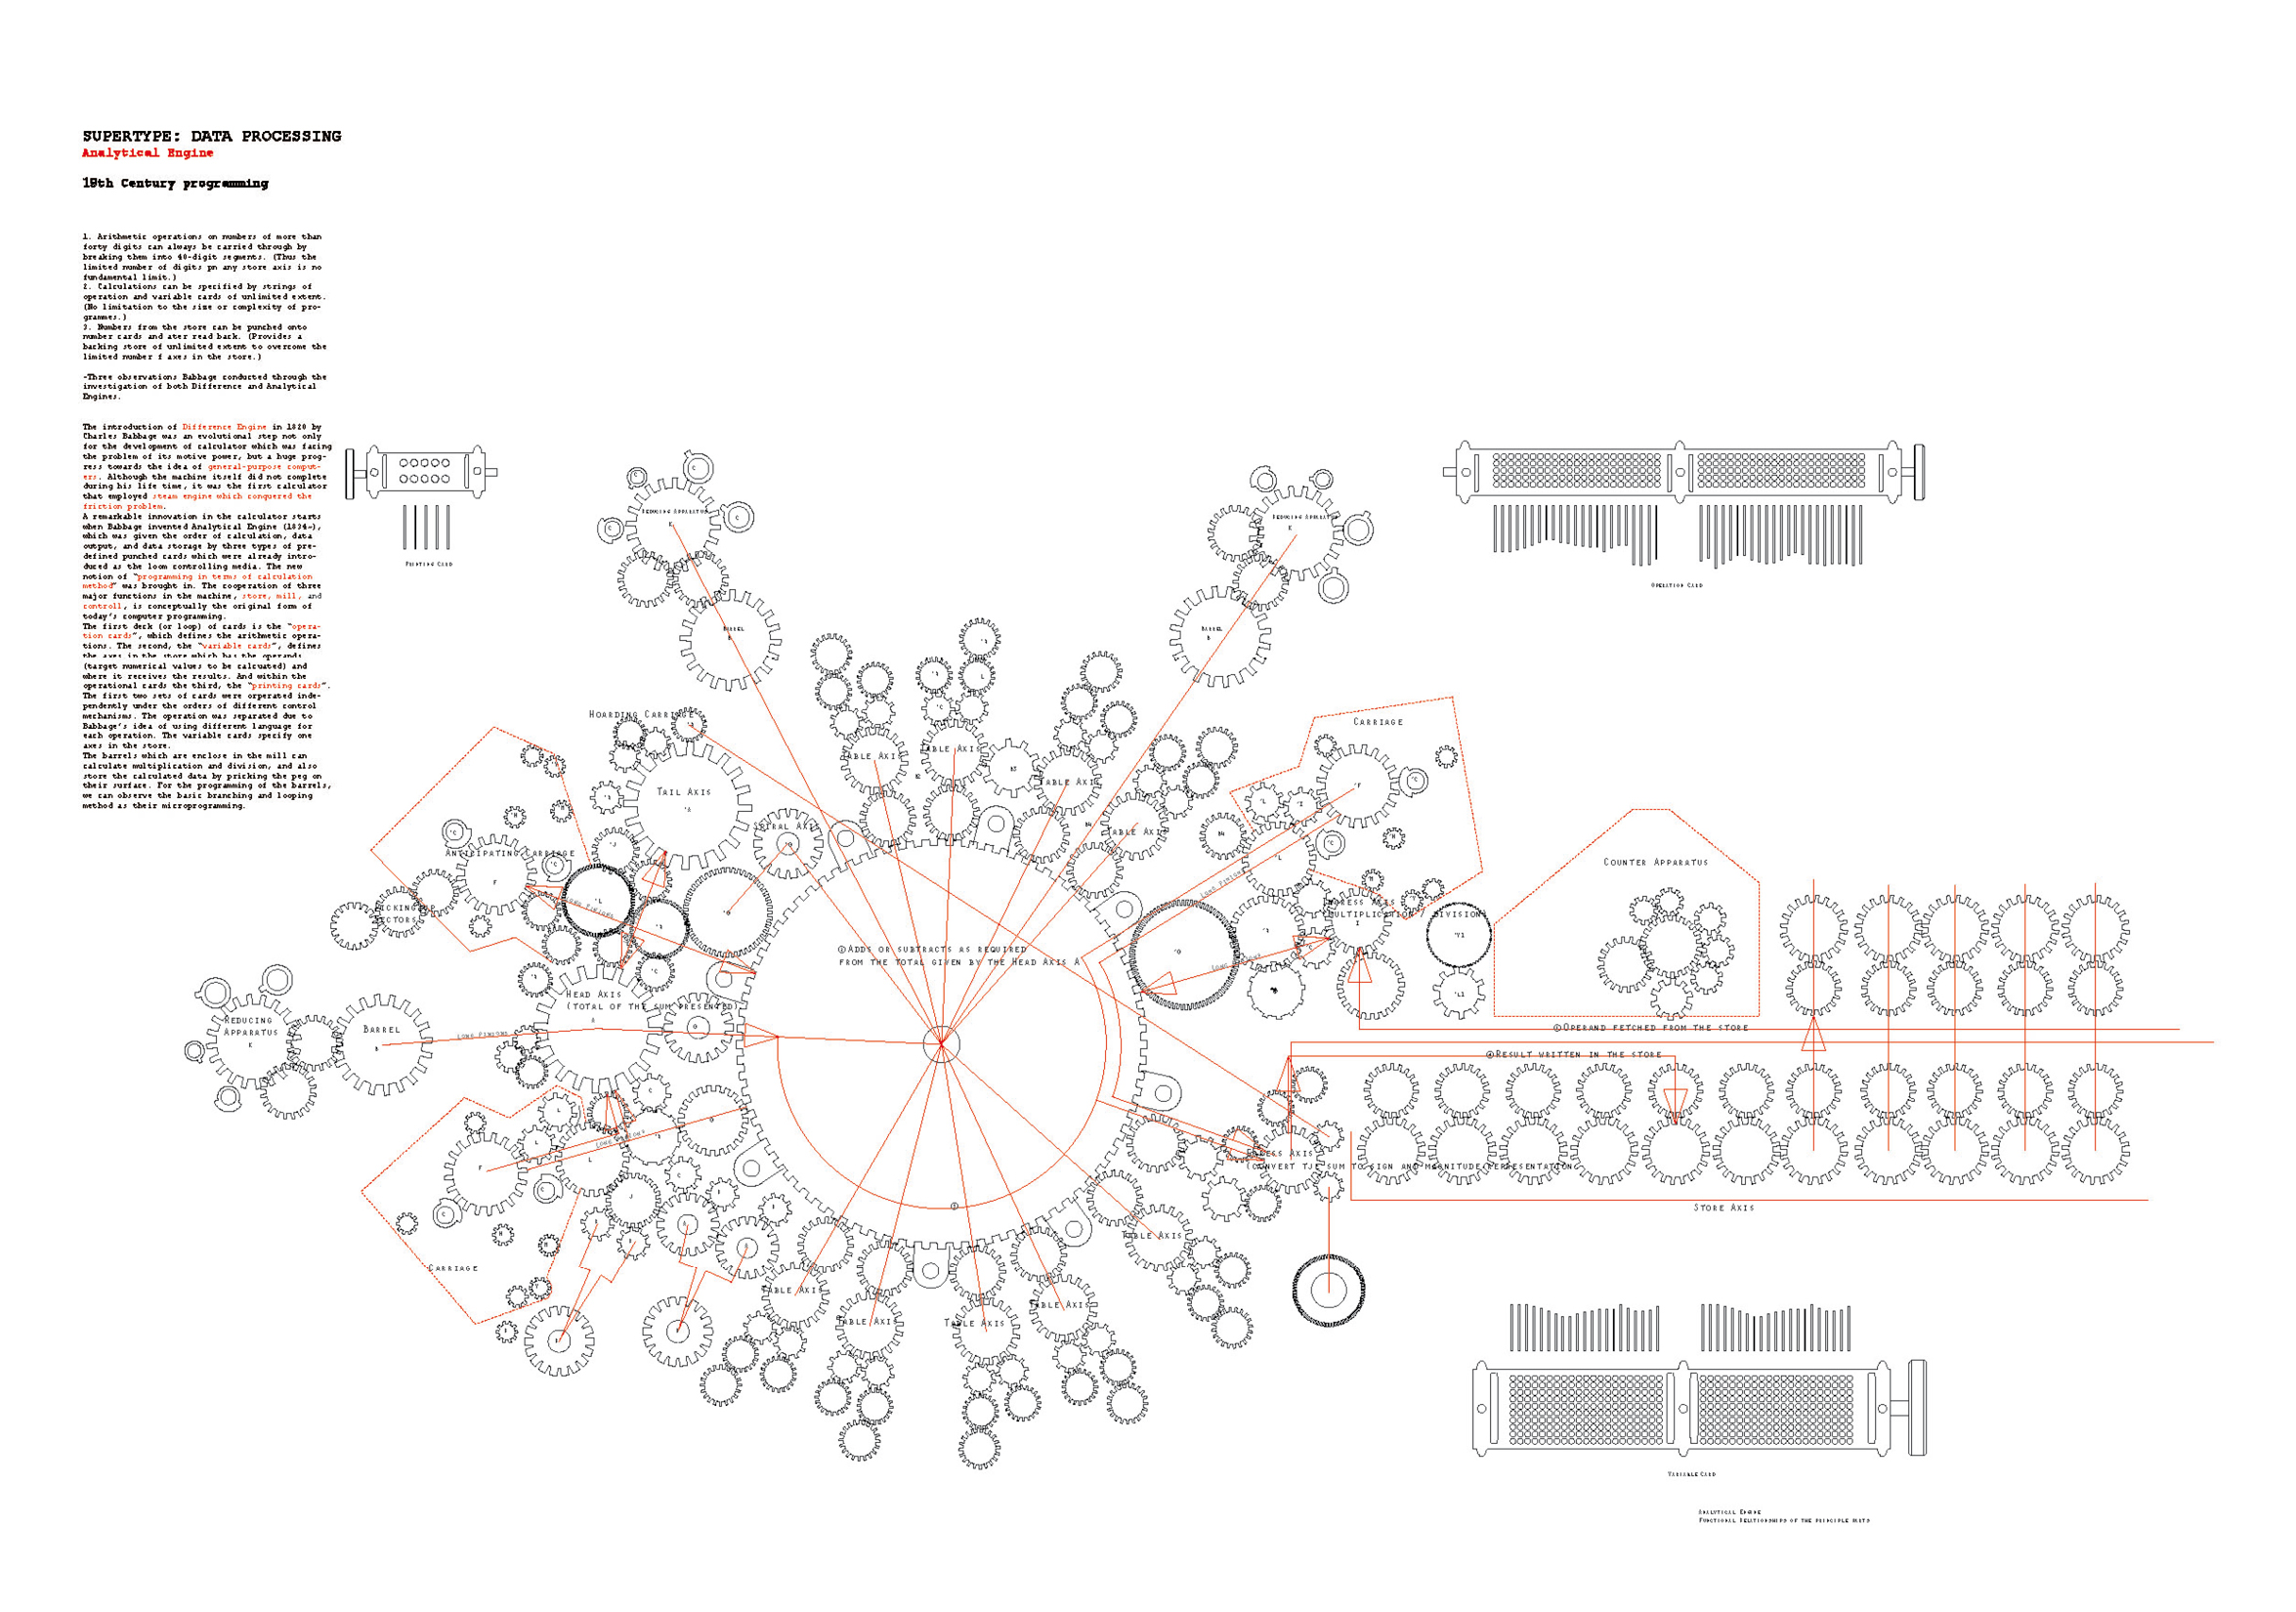 SUPERTYPE: DATA PROCESSING
Analytical Engine
19th Century programming
1. Arithmetic operations on numbers of more than
forty digits can always be carried through by
breaking them into 40-digit segments. (Thus the
limited number of digits pn any store axis is no
fundamental limit.)
2. Calculations can be specified by strings of
operation and variable cards of unlimited extent.
(No limitation to the size or complexity of pro-
grammes.)
3. Numbers from the store can be punched onto
number cards and ater read back. (Provides a
backing store of unlimited extent to overcome the
limited number f axes in the store.)
-Three observations Babbage conducted through the
investigation of both Difference and Analytical
Engines.
The introduction of Difference Engine in 1820 by
Charles Babbage was an evolutional step not only
for the development of calculator which was facing
the problem of its motive power, but a huge prog-
ress towards the idea of general-purpose comput-
ers. Although the machine itself did not complete
during his life time, it was the first calculator
that employed steam engine which conquered the
friction problem.
A remarkable innovation in the calculator starts
when Babbage invented Analytical Engine (1834-),
which was given the order of calculation, data
output, and data storage by three types of pre-
defined punched cards which were already intro-
duced as the loom controlling media. The new
notion of "programming in terms of calculation
method" was brought in. The cooperation of three
major functions in the machine, store, mill, and
controll, is conceptually the original form of
today's computer programming.
The first deck (or loop) of cards is the "opera-
tion cards", which defines the arithmetic opera-
tions. The second, the "variable cards", defines
the axes in the store which has the operands
(target numerical values to be calcuated) and
where it receives the results. And within the
operational cards the third, the "printing cards".
The first two sets of cards were orperated inde-
pendently under the orders of different control
mechanisms. The operation was separated due to
Babbage's idea of using different language for
each operation. The variable cards specify one
axes in the store.
The barrels which are enclose in the mill can
calculate multiplication and division, and also
store the calculated data by pricking the peg on
their surface. For the programming of the barrels,
we can observe the basic branching and looping
method as their microprogramming.
PRINTING CARD
OPERATION CARD
REDUCING APPARATUS
K
REDUCING APPARATUS
K
BARREL
B
BARREL
B
HOARDING CARRIAGE
CARRIAGE
TABLE AXIS
TABLE AXIS
TABLE AXIS
TABLE AXIS
TAIL AXIS
'A
SPIRAL AXIS
ANTICIPATING CARRIAGE
F
COUNTER APPARATUS
LONG PINIONS
LONG PINIONS
INGRESS AXIS
MULTIPLICATION / DIVISION
I
①ADDS OR SUBTRACTS AS REQUIRED
FROM THE TOTAL GIVEN BY THE HEAD AXIS A
LONG PINIONS
HEAD AXIS
(TOTAL OF THE SUM PRESENTED)
A
REDUCING
APPARATUS
K
BARREL
B
LONG PINIONS
①OPERAND FETCHED FROM THE STORE
④RESULT WRITTEN IN THE STORE
LONG PINIONS
EGRESS AXIS
(CONVERT TJE SUM TO SIGN AND MAGNITUDE REPRESENTATION)
STORE AXIS
CARRIAGE
TABLE AXIS
TABLE AXIS
TABLE AXIS
TABLE AXIS
TABLE AXIS
VARIABLE CARD
ANALYTICAL ENGINE
FUNCTIONAL RELATIONSHIPS OF THE PRINCIPLE UNITS